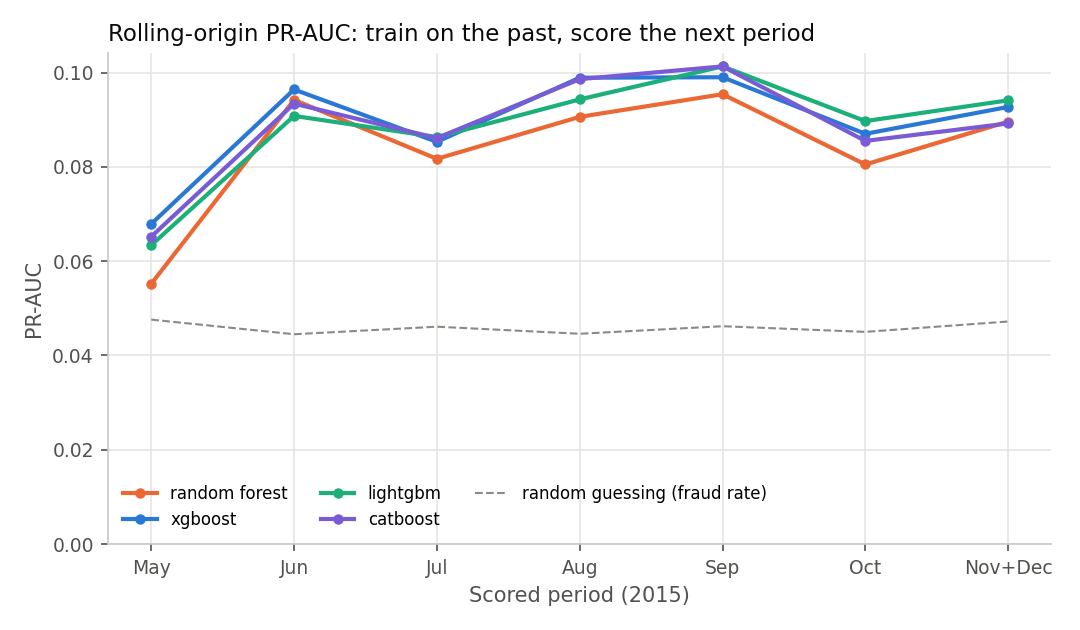 Rolling-origin PR-AUC: train on the past, score the next period
PR-AUC
0.10
0.08
0.06
0.04
0.02
0.00
random forest
xgboost
lightgbm
catboost
random guessing (fraud rate)
May
Jun
Jul
Aug
Sep
Oct
Nov+Dec
Scored period (2015)